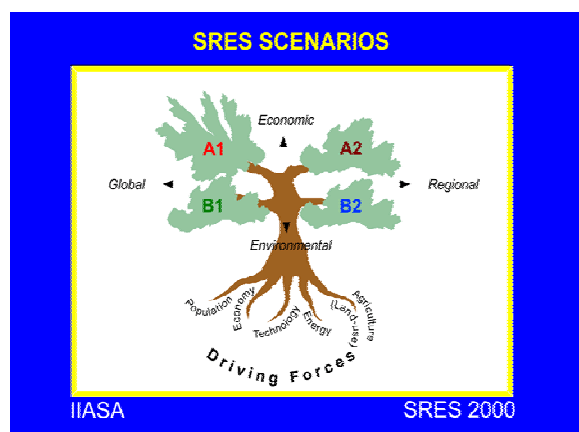 SRES SCENARIOS
Economic
A1
A2
Global
Regional
B1
B2
Environmental
Population
Economy
Technology
Energy
Agriculture
(Land-use)
Driving Forces
IIASA
SRES 2000